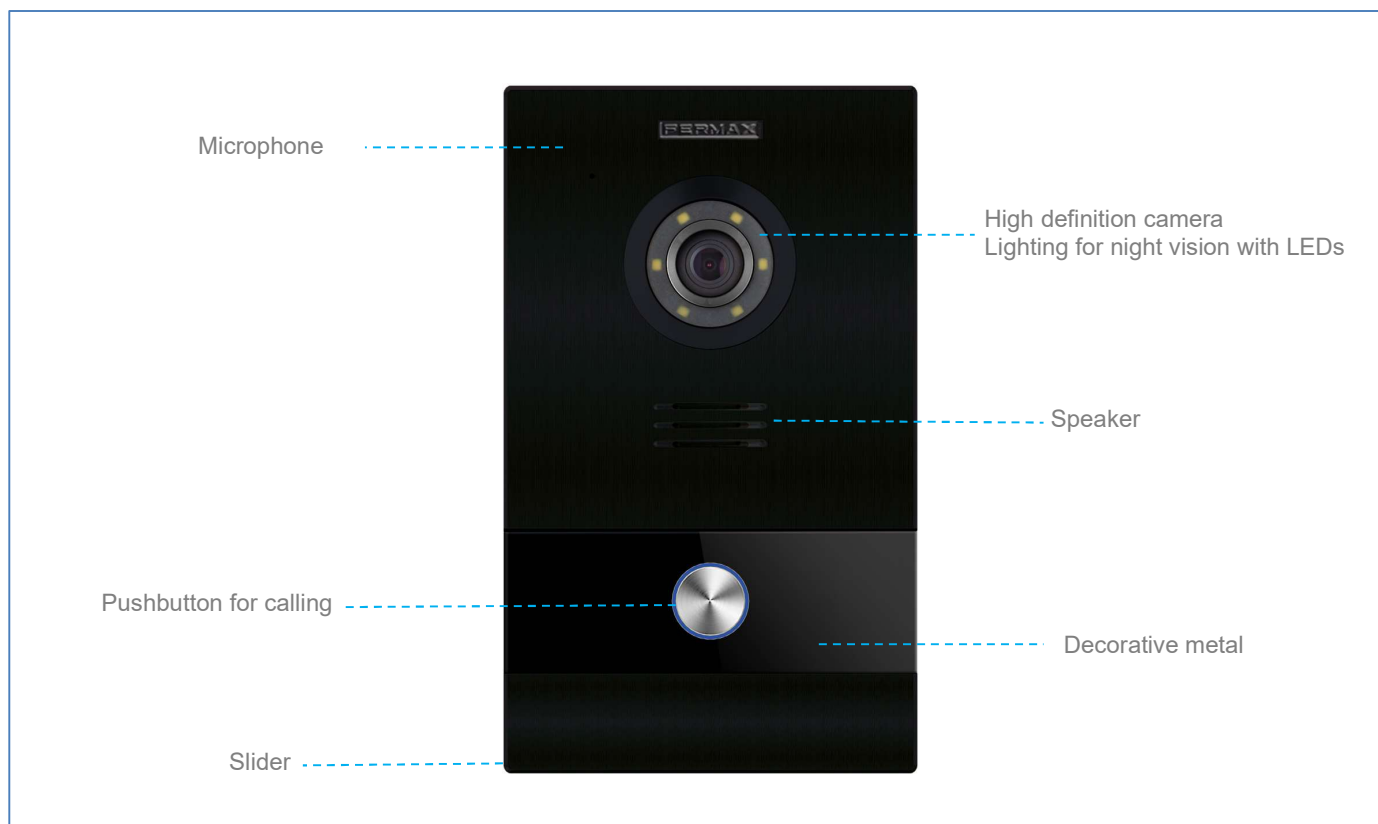 FERMAX
Microphone
High definition camera
Lighting for night vision with LEDs
Speaker
Pushbutton for calling
Decorative metal
Slider